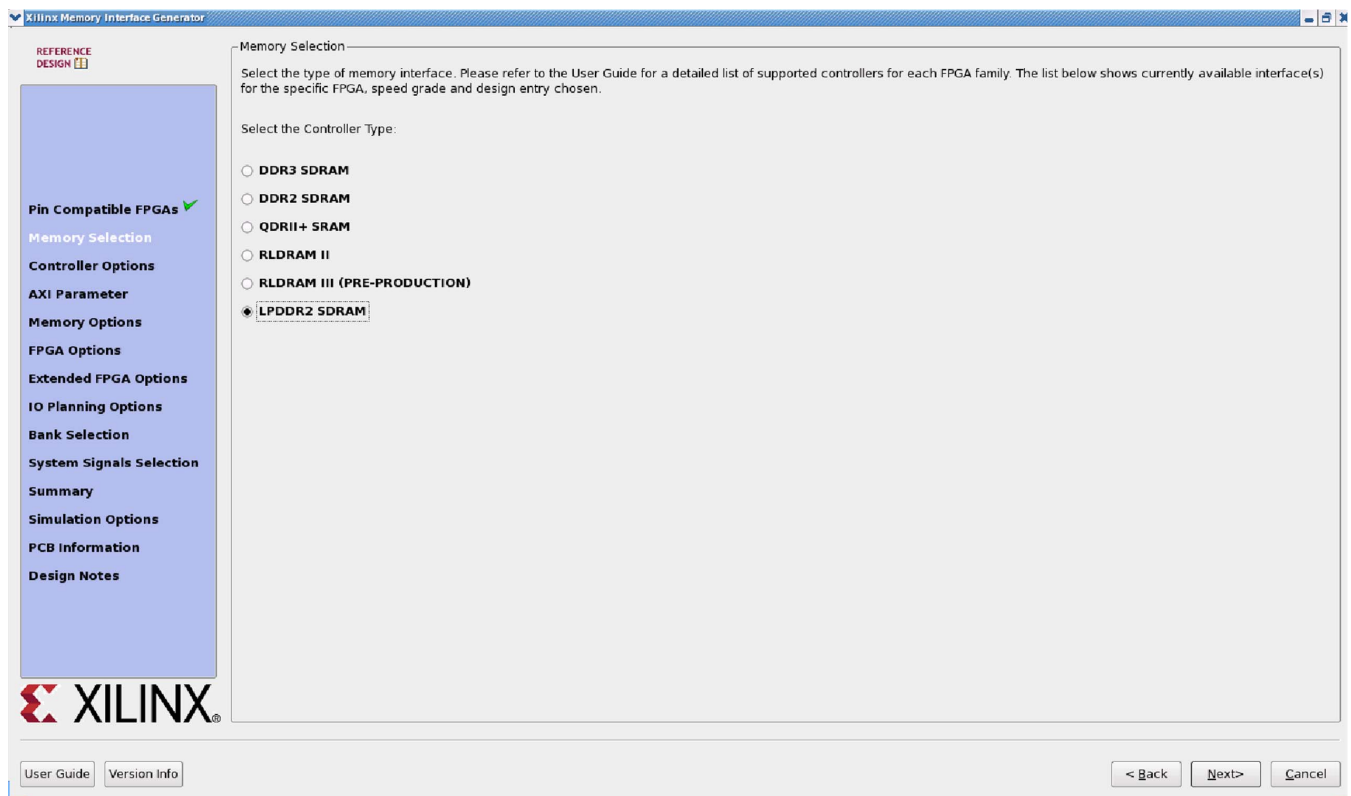 Xilinx Memory Interface Generator
REFERENCE
DESIGN
Pin Compatible FPGAs
Memory Selection
Controller Options
AXI Parameter
Memory Options
FPGA Options
Extended FPGA Options
IO Planning Options
Bank Selection
System Signals Selection
Summary
Simulation Options
PCB Information
Design Notes
XILINX®
Memory Selection
Select the type of memory interface. Please refer to the User Guide for a detailed list of supported controllers for each FPGA family. The list below shows currently available interface(s)
for the specific FPGA, speed grade and design entry chosen.
Select the Controller Type:
DDR3 SDRAM
DDR2 SDRAM
QDRII+ SRAM
RLDRAM II
RLDRAM III (PRE-PRODUCTION)
LPDDR2 SDRAM
User Guide Version Info < Back Next> Cancel